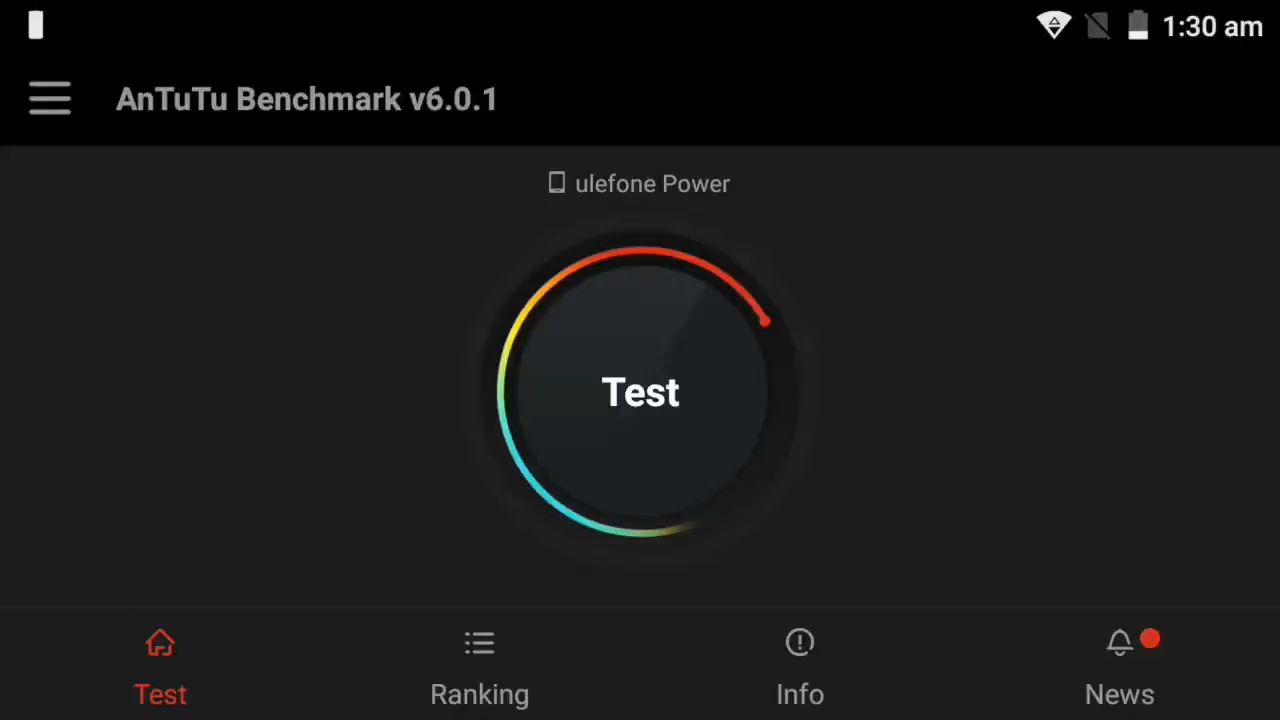 1:30 am
AnTuTu Benchmark v6.0.1
ulefone Power
Test
Test
Ranking
Info
News